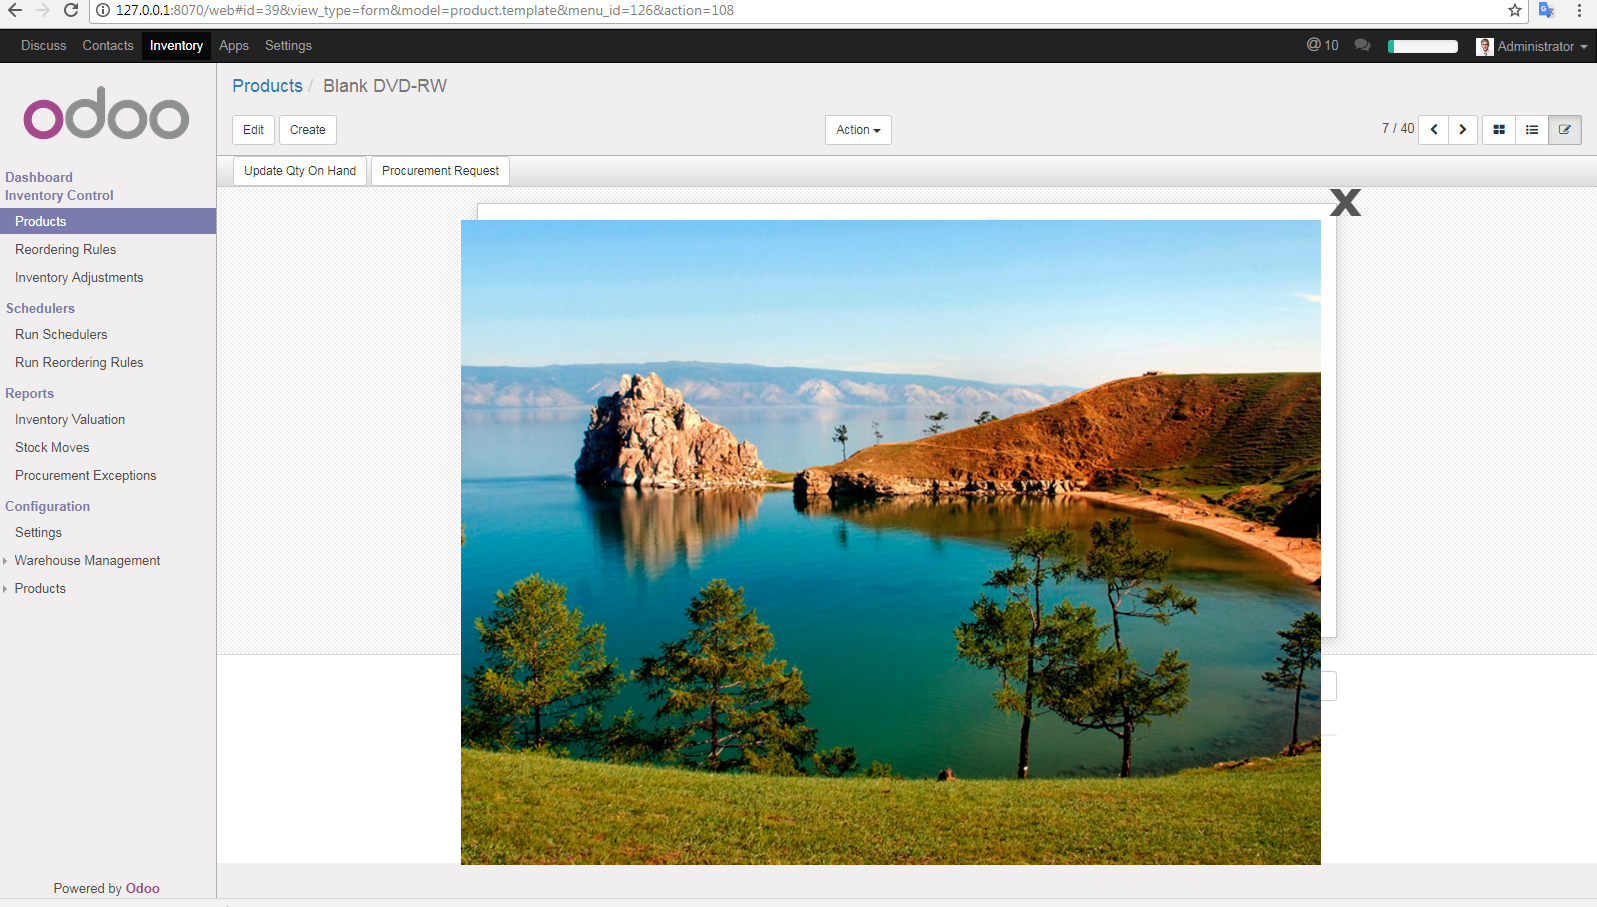 127.0.0.1:8070/web#id=39&view_type=form&model=product.template&menu_id=126&action=108
Discuss Contacts Inventory Apps Settings @10 Administrator
odoo
Products / Blank DVD-RW
Edit Create Action 7 / 40
Update Qty On Hand Procurement Request
X
Dashboard
Inventory Control
Products
Reordering Rules
Inventory Adjustments
Schedulers
Run Schedulers
Run Reordering Rules
Reports
Inventory Valuation
Stock Moves
Procurement Exceptions
Configuration
Settings
Warehouse Management
Products
Powered by Odoo